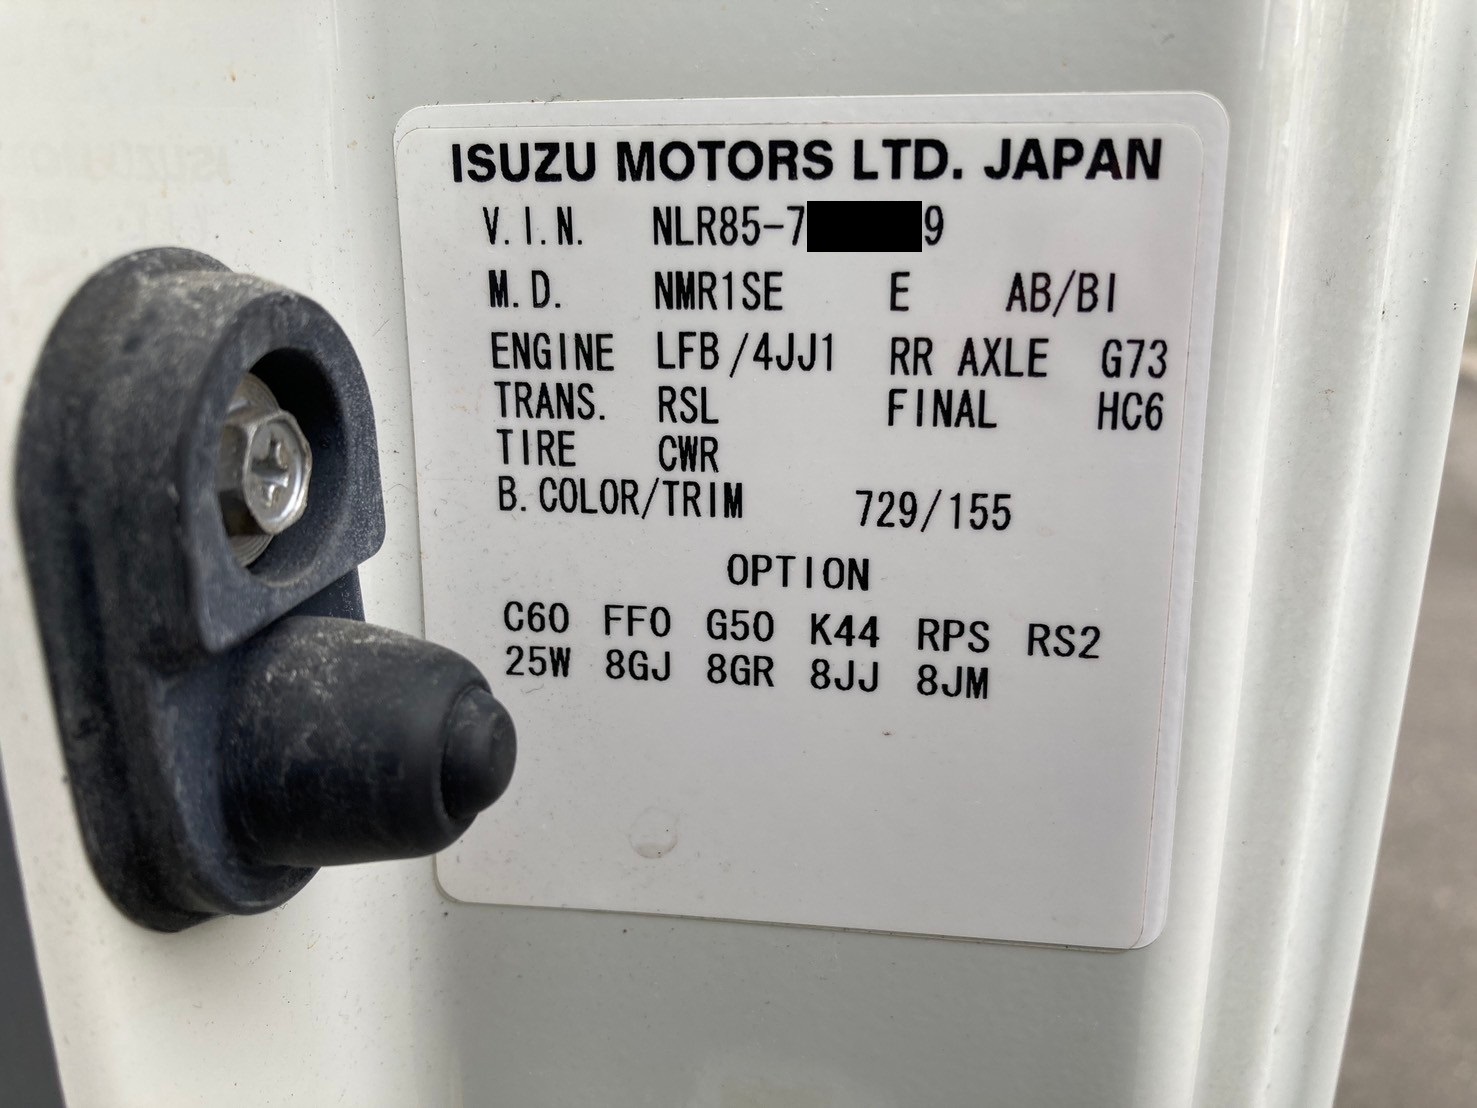 ISUZU MOTORS LTD. JAPAN
V.I.N. NLR85-7 9
M.D. NMR1SE E AB/BI
ENGINE LFB/4JJ1 RR AXLE G73
TRANS. RSL FINAL HC6
TIRE CWR
B.COLOR/TRIM 729/155
OPTION
C60 FF0 G50 K44 RPS RS2
25W 8GJ 8GR 8JJ 8JM